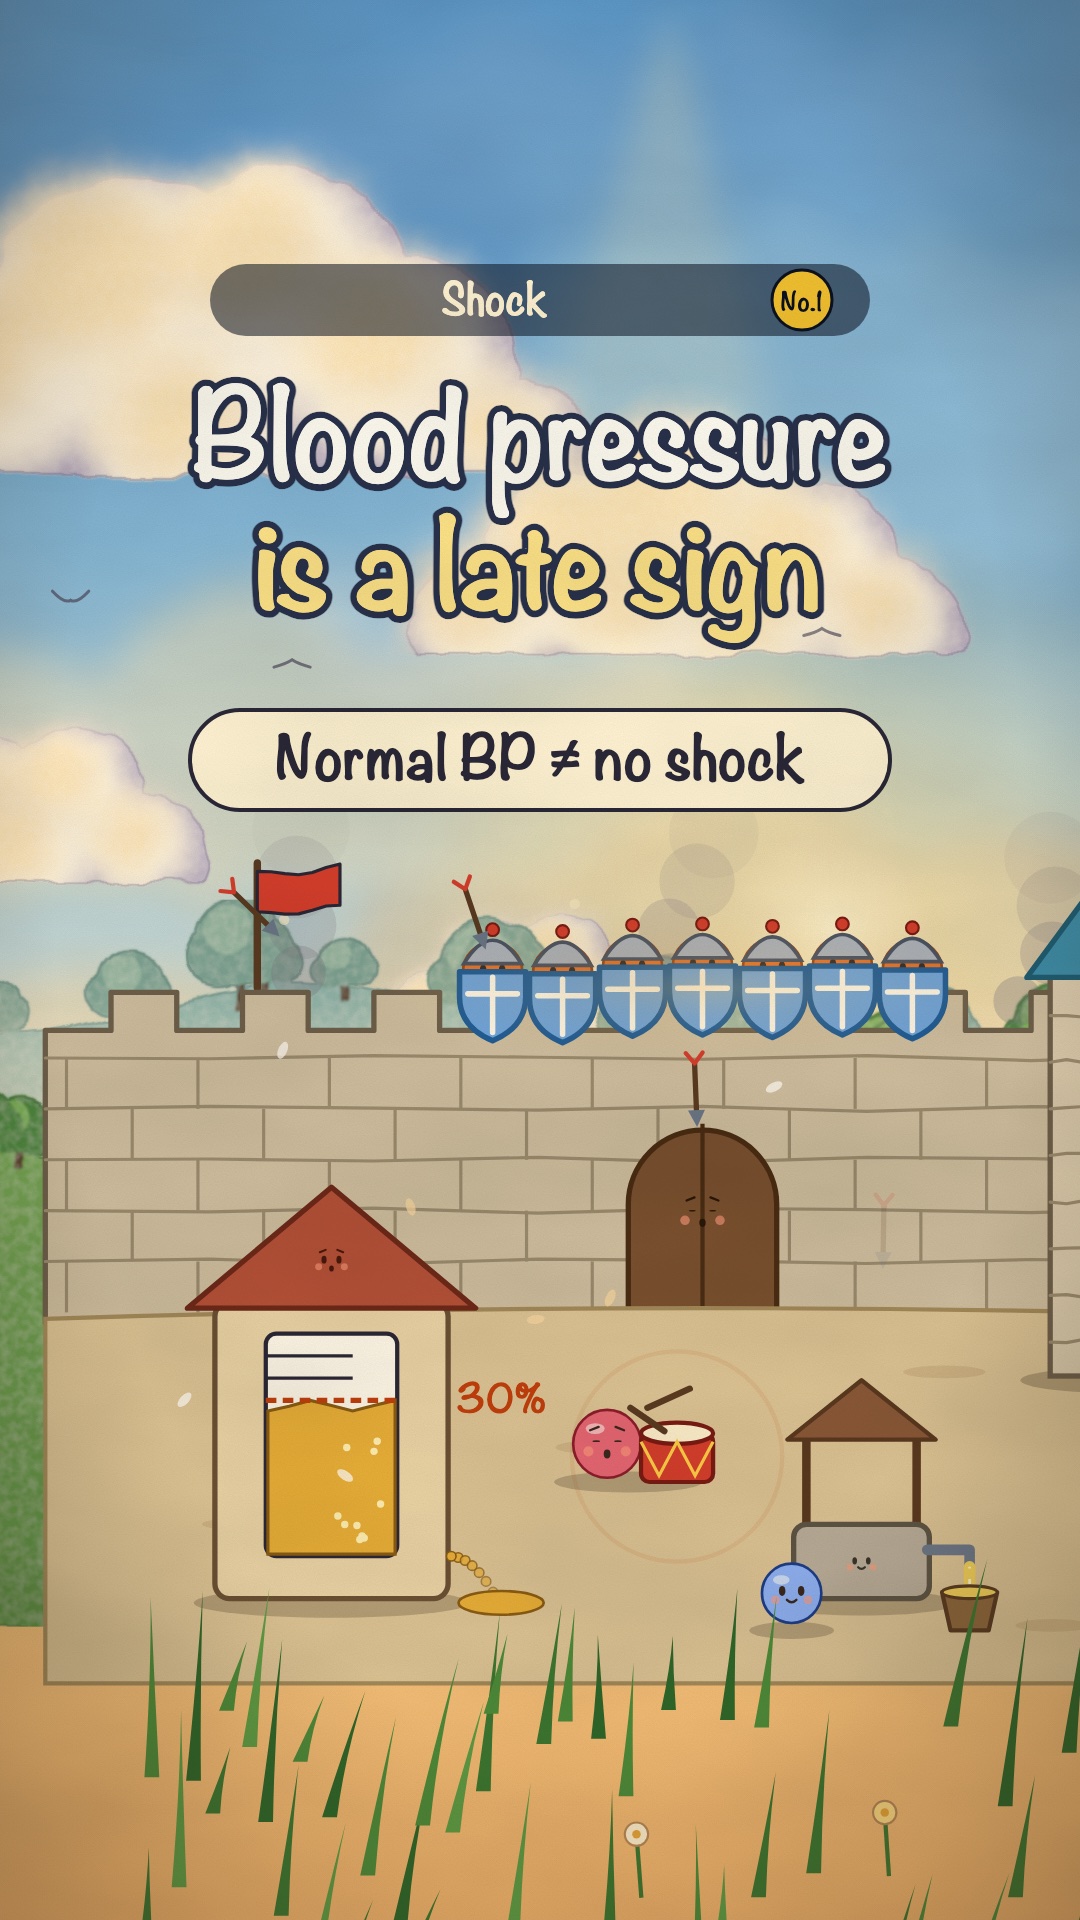 Shock
No.1
Blood pressure
is a late sign
Normal BP ≠ no shock
30%